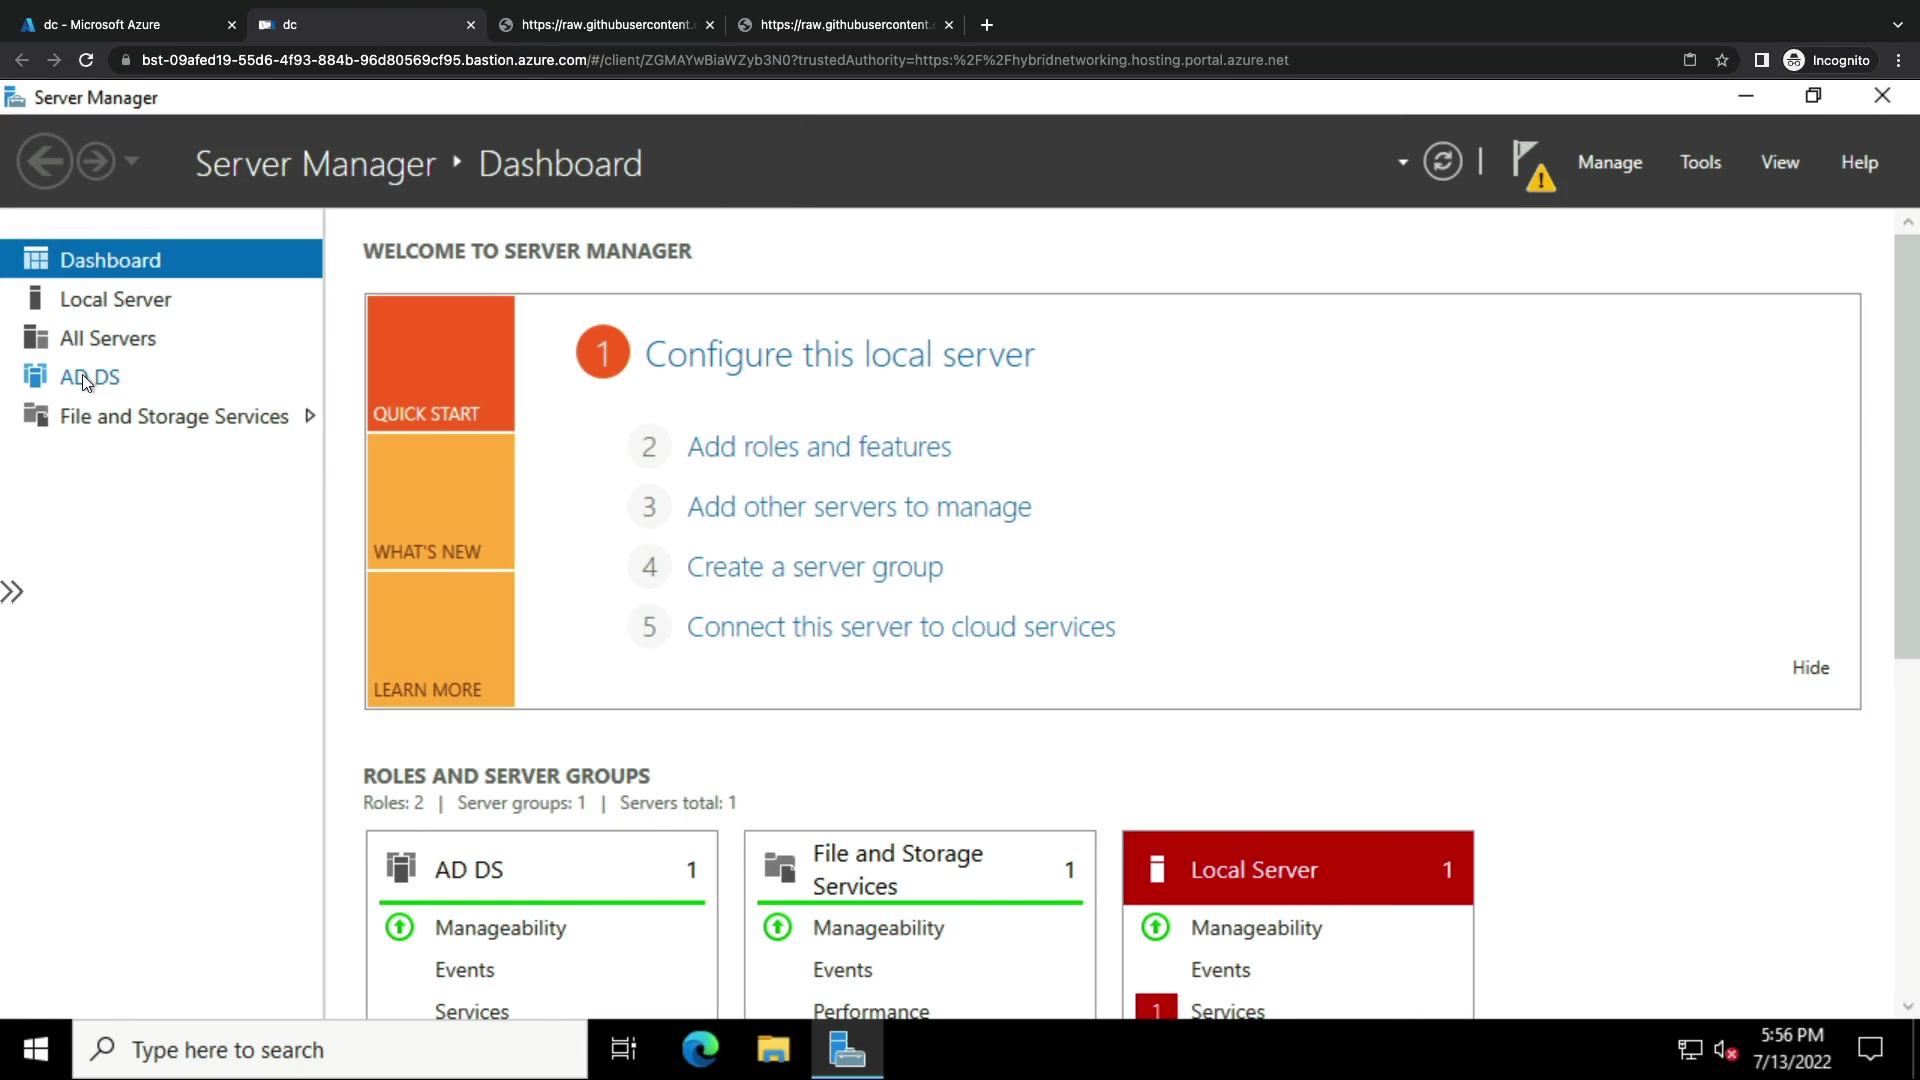 dc - Microsoft Azure
dc
https://raw.githubusercontent.
https://raw.githubusercontent.
bst-09afed19-55d6-4f93-884b-96d80569cf95.bastion.azure.com/#/client/ZGMAYwBiaWZyb3N0?trustedAuthority=https:%2F%2Fhybridnetworking.hosting.portal.azure.net
Incognito
Server Manager
Server Manager
Dashboard
Manage
Tools
View
Help
Dashboard
Local Server
All Servers
AD DS
File and Storage Services
WELCOME TO SERVER MANAGER
QUICK START
WHAT'S NEW
LEARN MORE
1 Configure this local server
2 Add roles and features
3 Add other servers to manage
4 Create a server group
5 Connect this server to cloud services
Hide
ROLES AND SERVER GROUPS
Roles: 2 | Server groups: 1 | Servers total: 1
AD DS 1
Manageability
Events
Services
File and Storage
Services
1
Manageability
Events
Performance
Local Server 1
Manageability
Events
1 Services
Type here to search
5:56 PM
7/13/2022